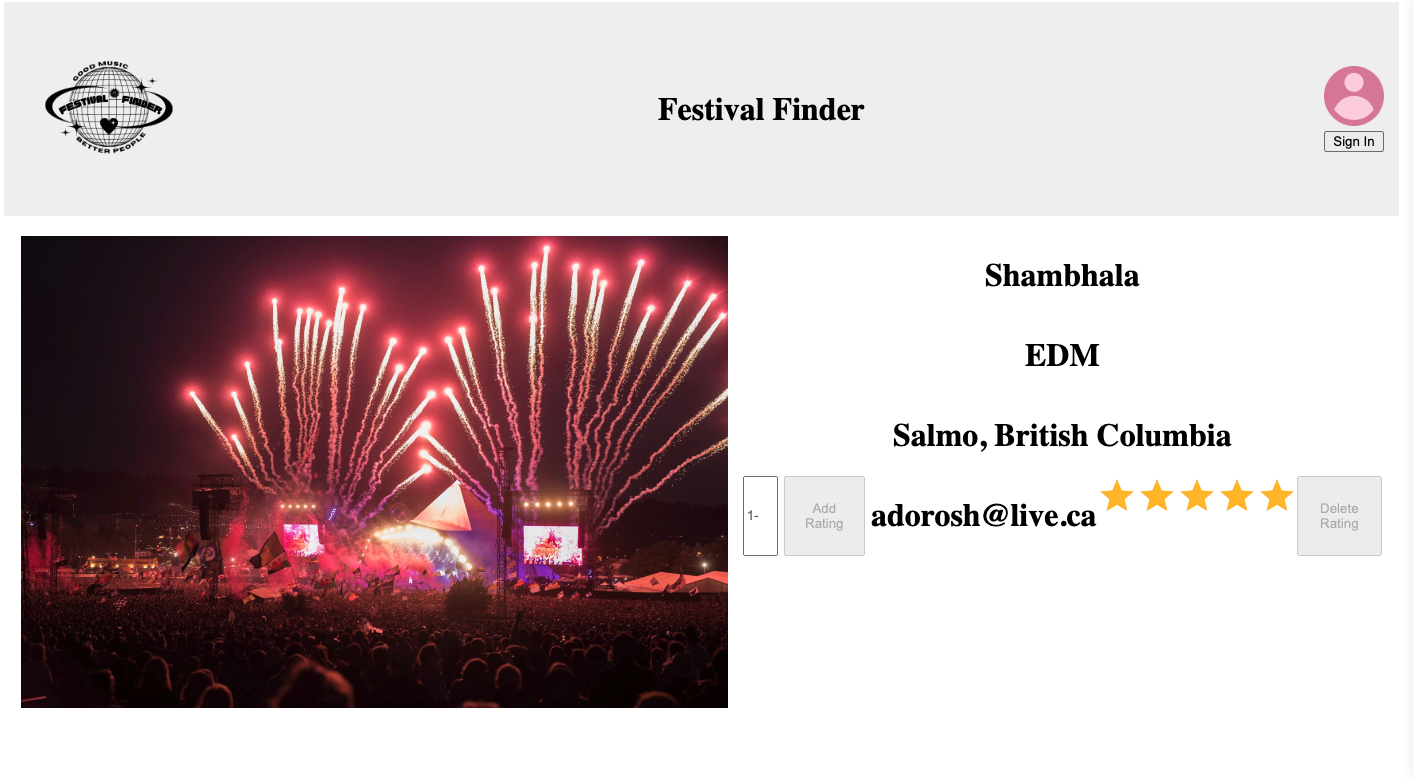 GOOD MUSIC
FESTIVAL FINDER
BETTER PEOPLE
Festival Finder
Sign In
Shambhala
EDM
Salmo, British Columbia
1-
Add
Rating
adorosh@live.ca
Delete
Rating